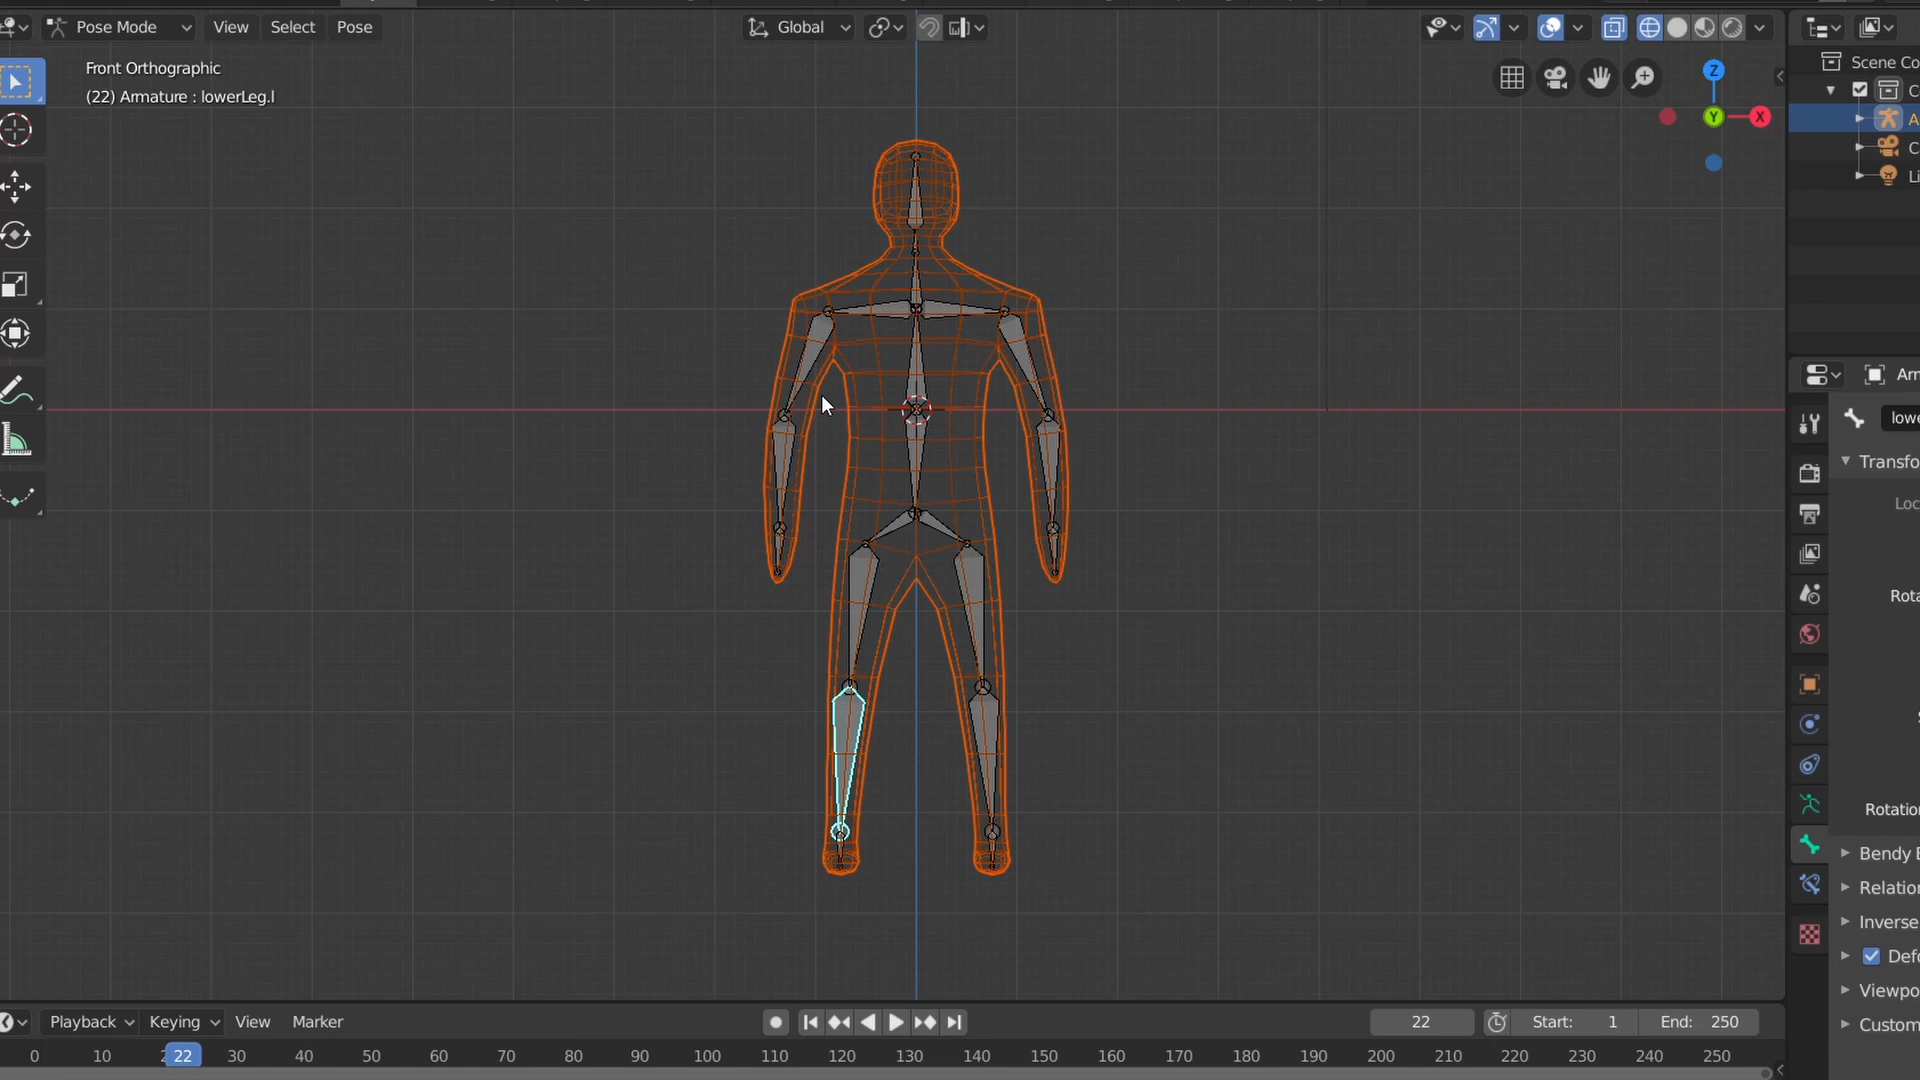 Pose Mode View Select Pose Global
Front Orthographic
(22) Armature : lowerLeg.l
Z
Y X
Scene Co
C
A
C
Li
Arm
lowe
Transfo
Loc
Rota
Rotation
Bendy B
Relation
Inverse
Defo
Viewpo
Custom
Playback Keying View Marker 22 Start: 1 End: 250
0 10 22 30 40 50 60 70 80 90 100 110 120 130 140 150 160 170 180 190 200 210 220 230 240 250